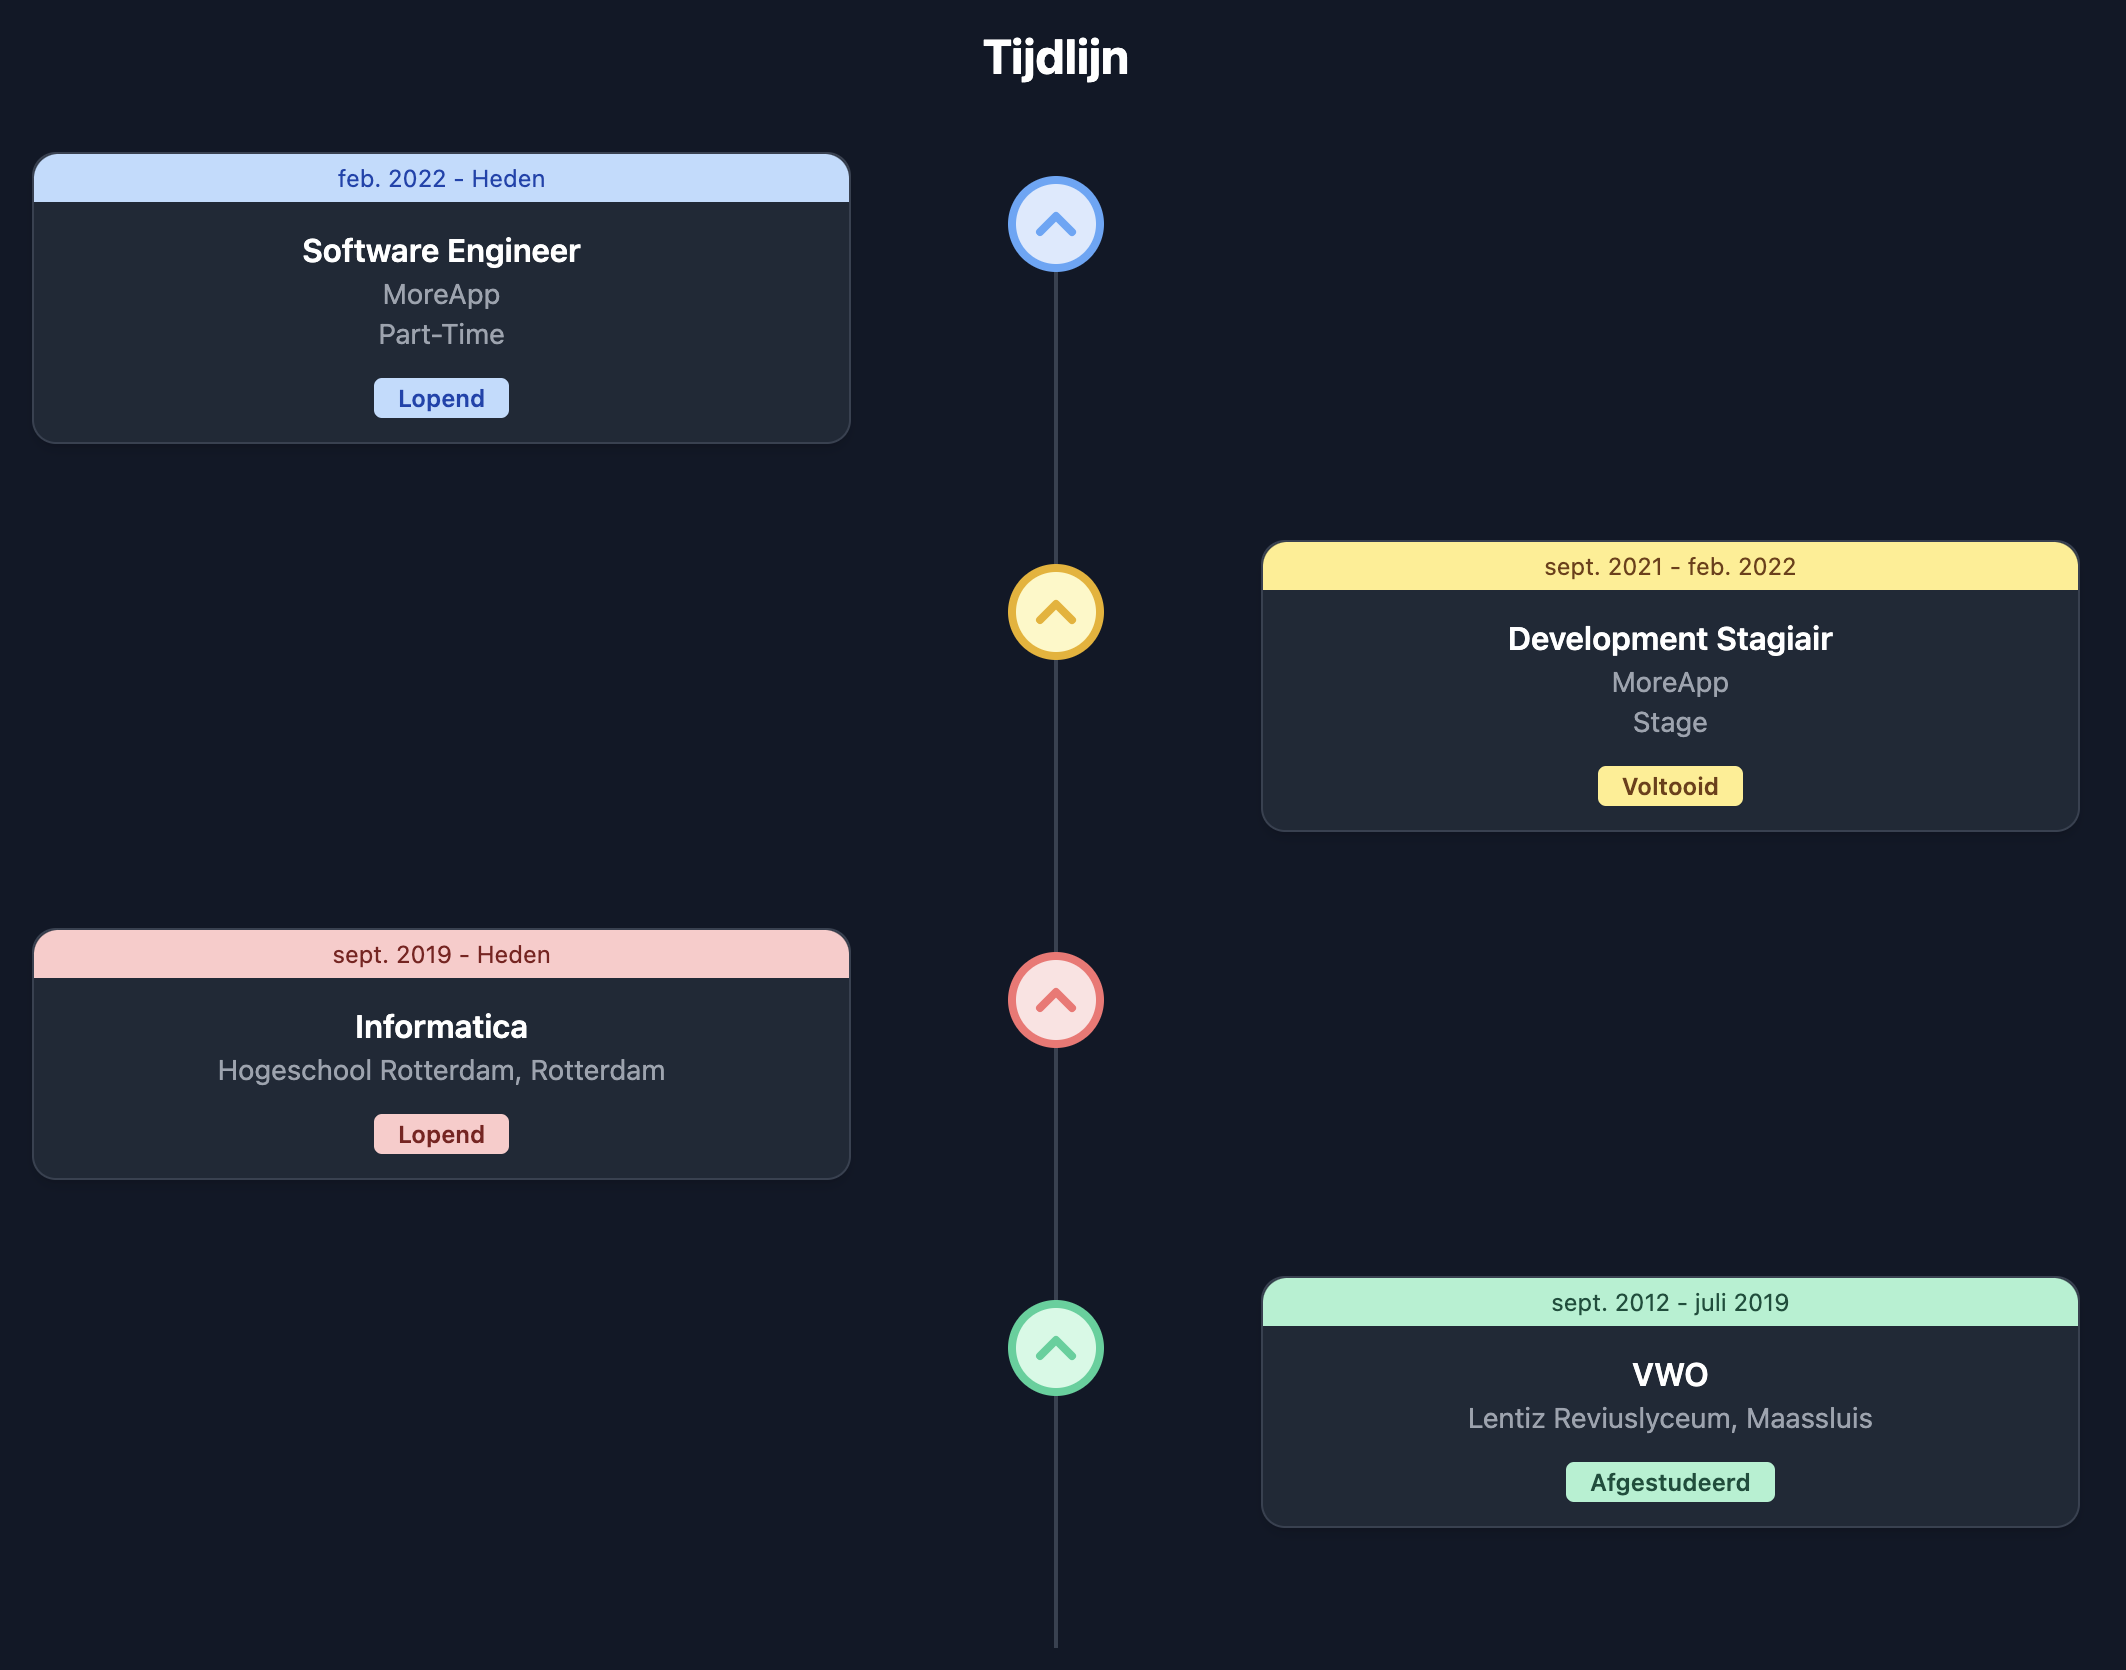 Tijdlijn
feb. 2022 - Heden
Software Engineer
MoreApp
Part-Time
Lopend
sept. 2021 - feb. 2022
Development Stagiair
MoreApp
Stage
Voltooid
sept. 2019 - Heden
Informatica
Hogeschool Rotterdam, Rotterdam
Lopend
sept. 2012 - juli 2019
VWO
Lentiz Reviuslyceum, Maassluis
Afgestudeerd